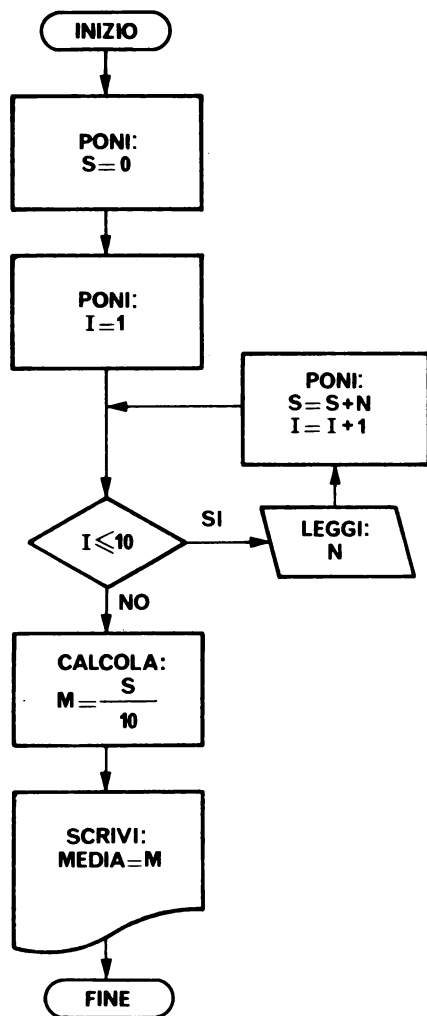 INIZIO
PONI:
S=0
PONI:
I=1
PONI:
S=S+N
I=I+1
I⩽10
SI
LEGGI:
N
NO
CALCOLA:
M=S
10
SCRIVI:
MEDIA=M
FINE